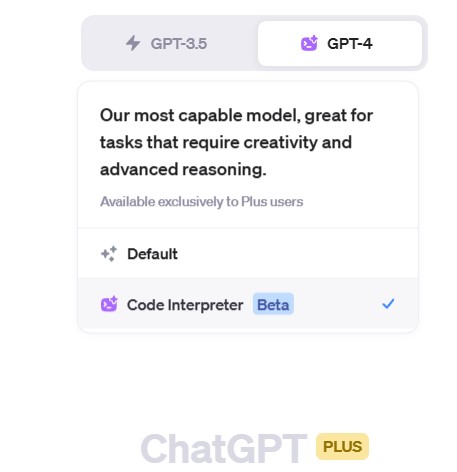 GPT-3.5 GPT-4
Our most capable model, great for
tasks that require creativity and
advanced reasoning.
Available exclusively to Plus users
Default
Code Interpreter Beta
ChatGPT PLUS